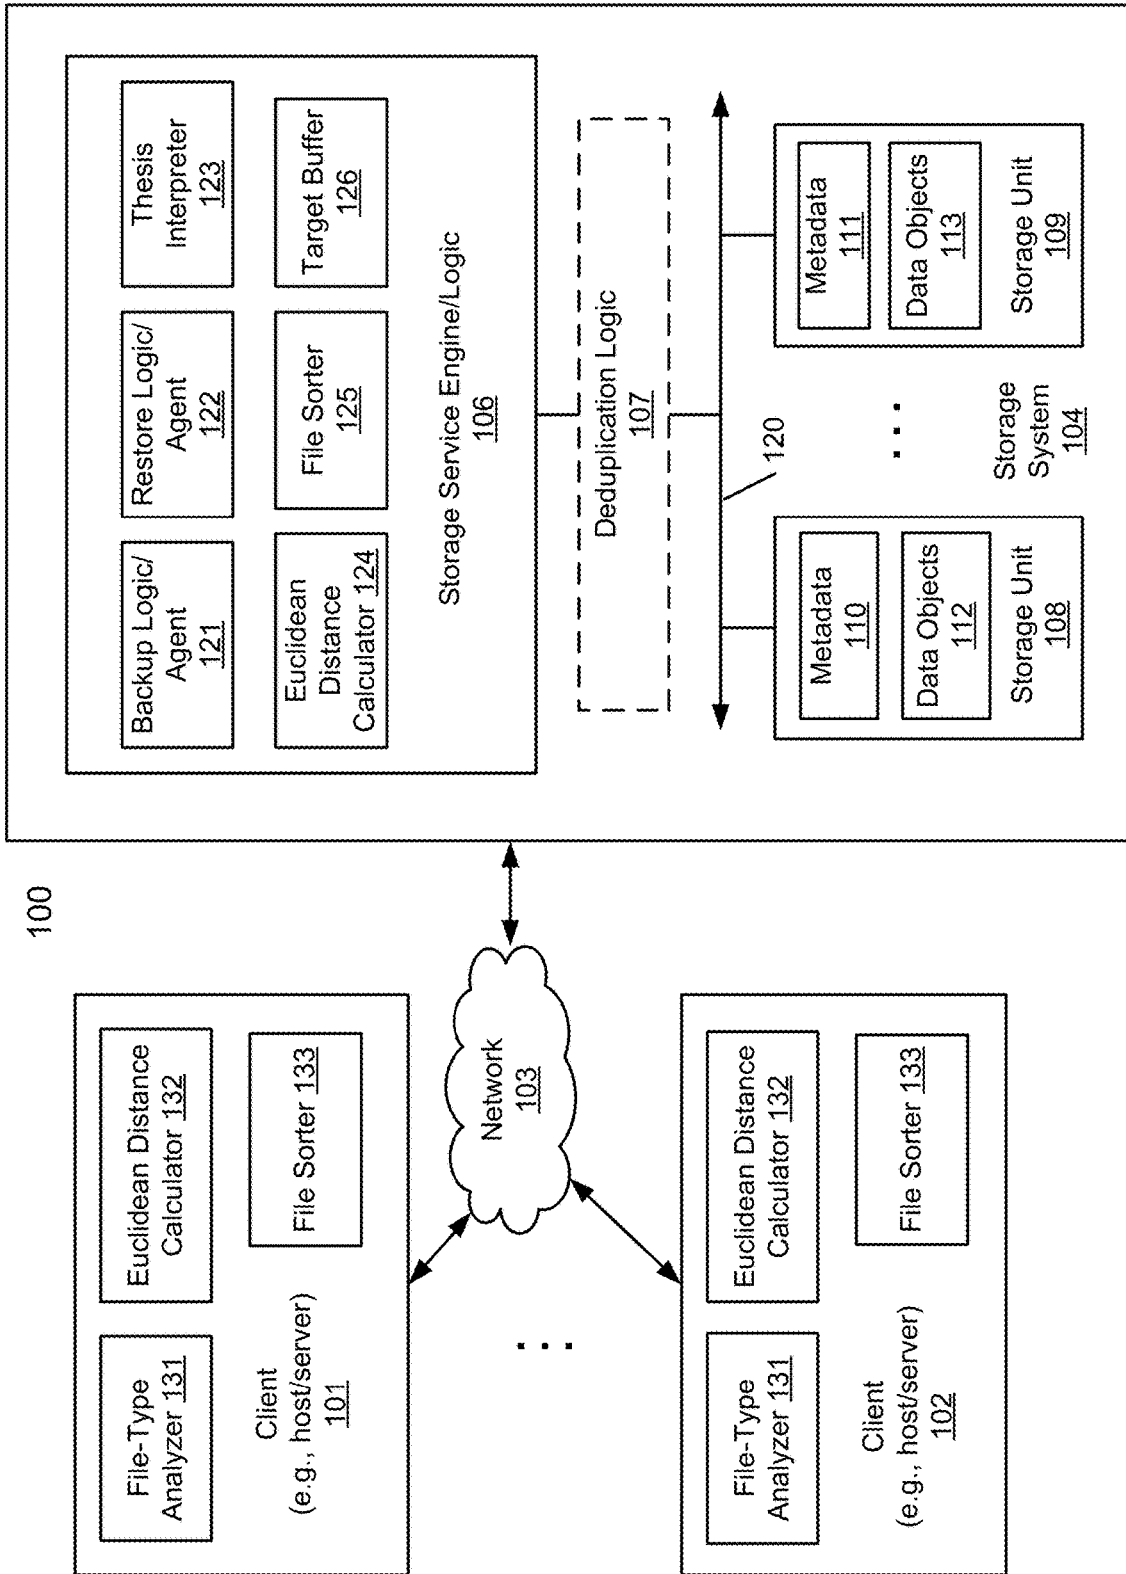 100
File-Type
Analyzer 131
Euclidean Distance
Calculator 132
Client
(e.g., host/server)
101
File Sorter 133
. . .
File-Type
Analyzer 131
Euclidean Distance
Calculator 132
Client
(e.g., host/server)
102
File Sorter 133
Network
103
Backup Logic/
Agent
121
Restore Logic/
Agent
122
Thesis
Interpreter
123
Euclidean
Distance
Calculator 124
File Sorter
125
Target Buffer
126
Storage Service Engine/Logic
106
Deduplication Logic
107
120
Metadata
110
Data Objects
112
Storage Unit
108
. . .
Storage
System
104
Metadata
111
Data Objects
113
Storage Unit
109